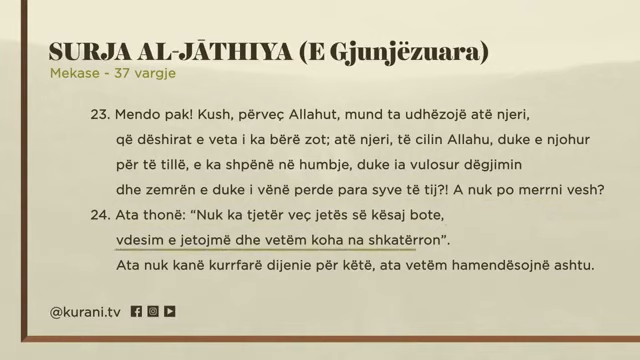 SURJA AL-JĀTHIYA (E Gjunjëzuara)
Mekase - 37 vargje
23. Mendo pak! Kush, përveç Allahut, mund ta udhëzojë atë njeri,
që dëshirat e veta i ka bërë zot; atë njeri, të cilin Allahu, duke e njohur
për të tillë, e ka shpënë në humbje, duke ia vulosur dëgjimin
dhe zemrën e duke i vënë perde para syve të tij?! A nuk po merrni vesh?
24. Ata thonë: “Nuk ka tjetër veç jetës së kësaj bote,
vdesim e jetojmë dhe vetëm koha na shkatërron”.
Ata nuk kanë kurrfarë dijenie për këtë, ata vetëm hamendësojnë ashtu.
@kurani.tv